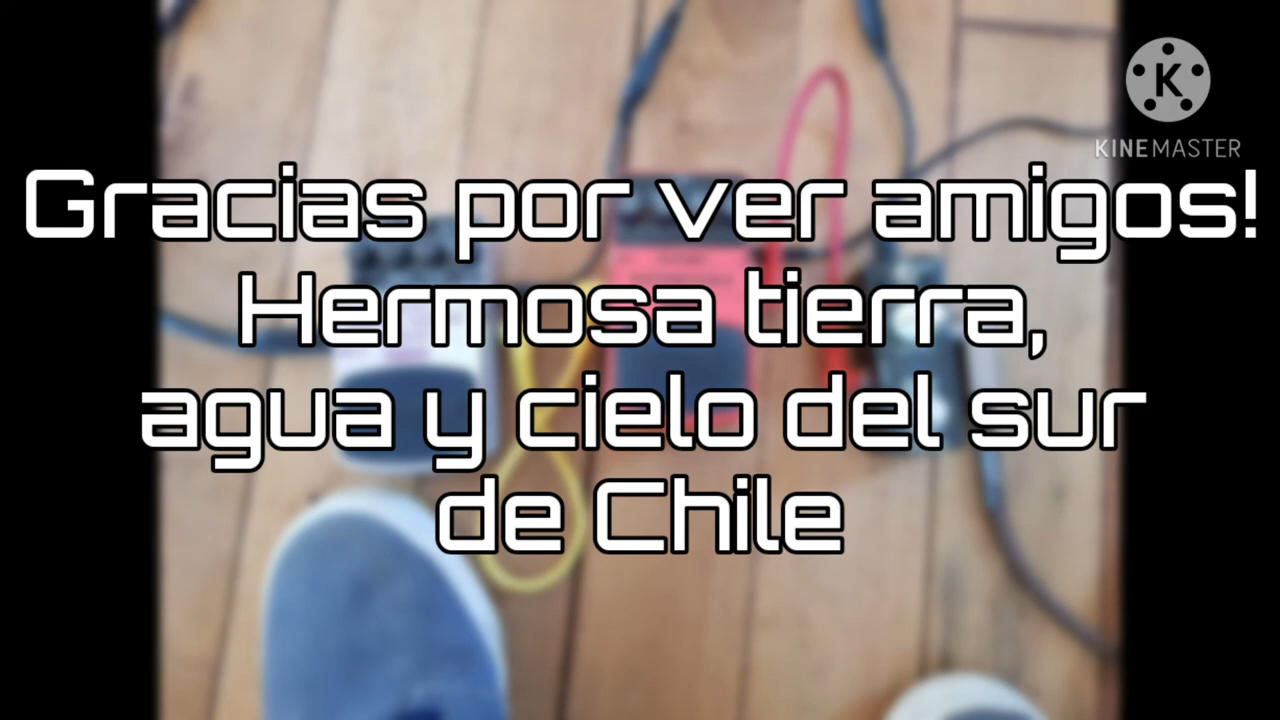 KINEMASTER
Gracias por ver amigos!
Hermosa tierra,
agua y cielo del sur
de Chile